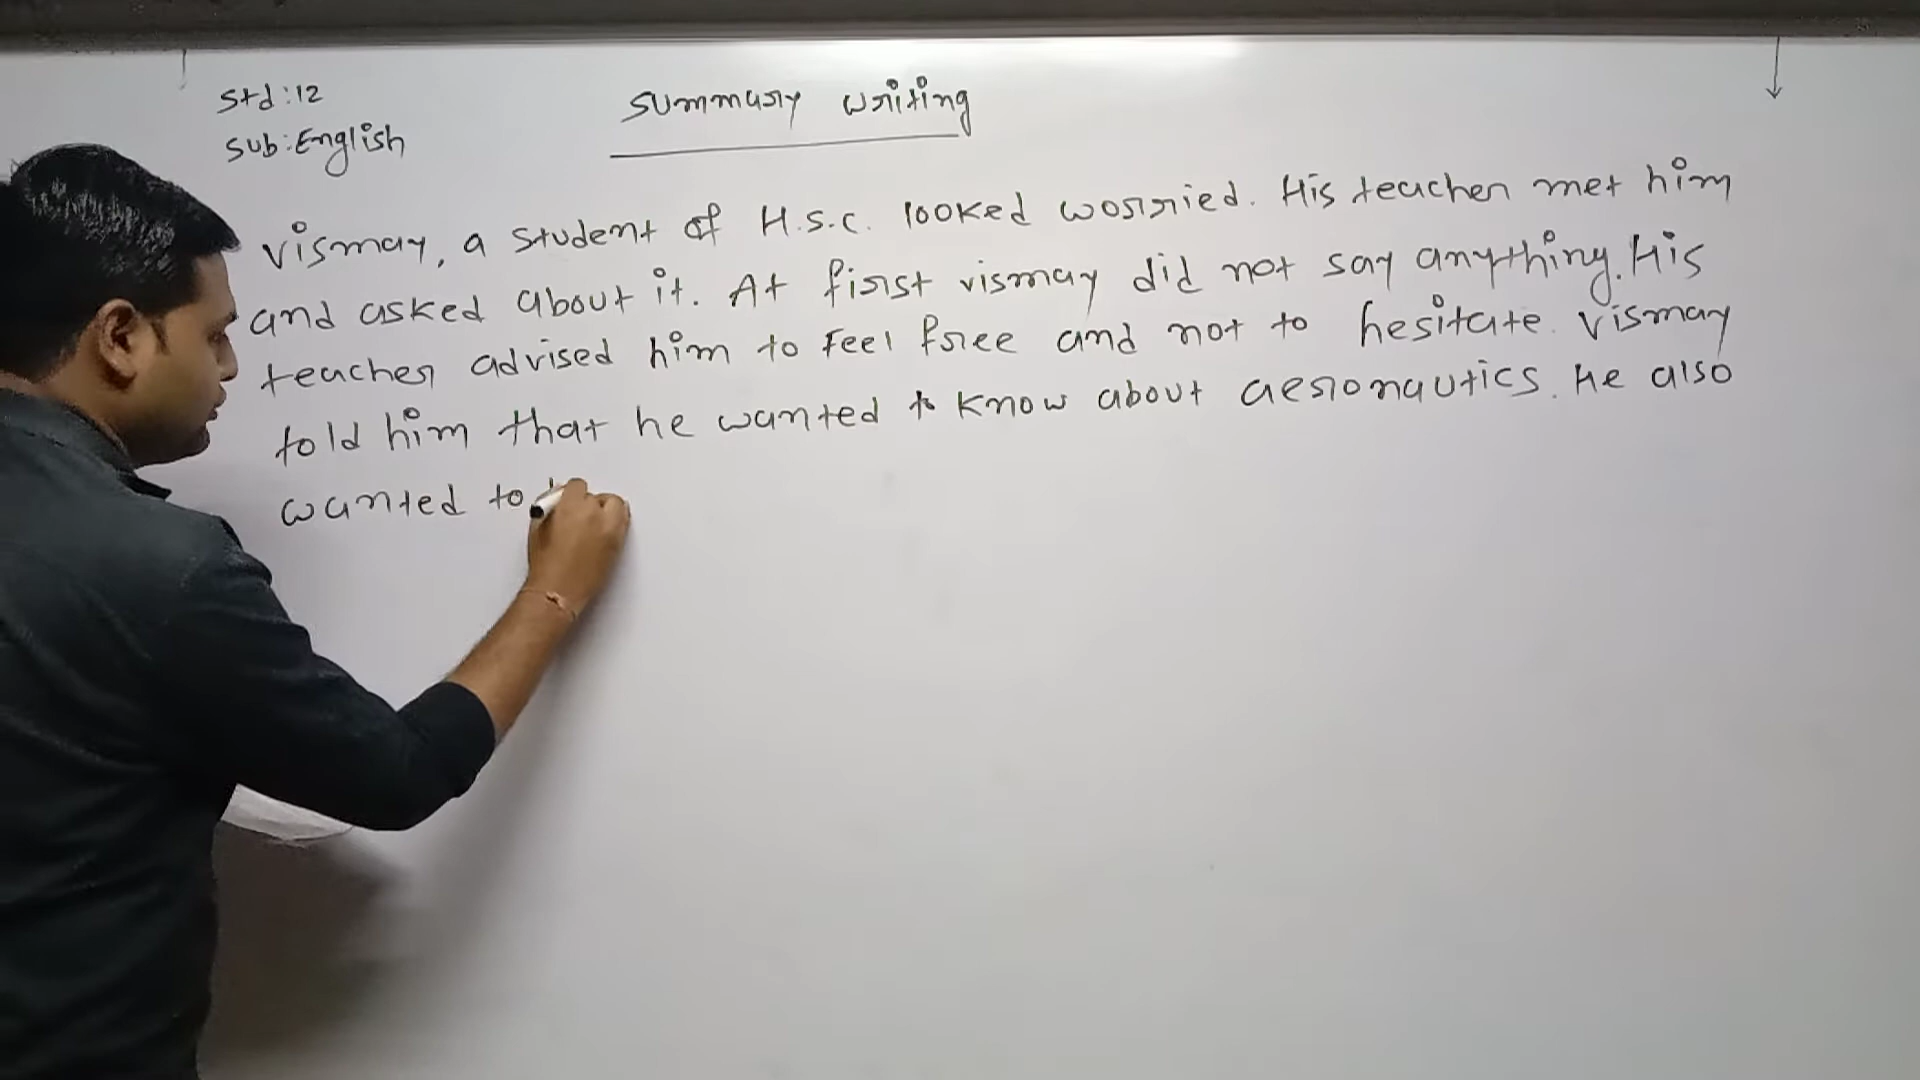 Std:12
Summary Writing
Sub:English
Vismay, a student of H.S.C. looked worried. His teacher met him
and asked about it. At first vismay did not say anything. His
teacher advised him to Feel free and not to hesitate. Vismay
told him that he wanted to know about aeronautics. He also
wanted to